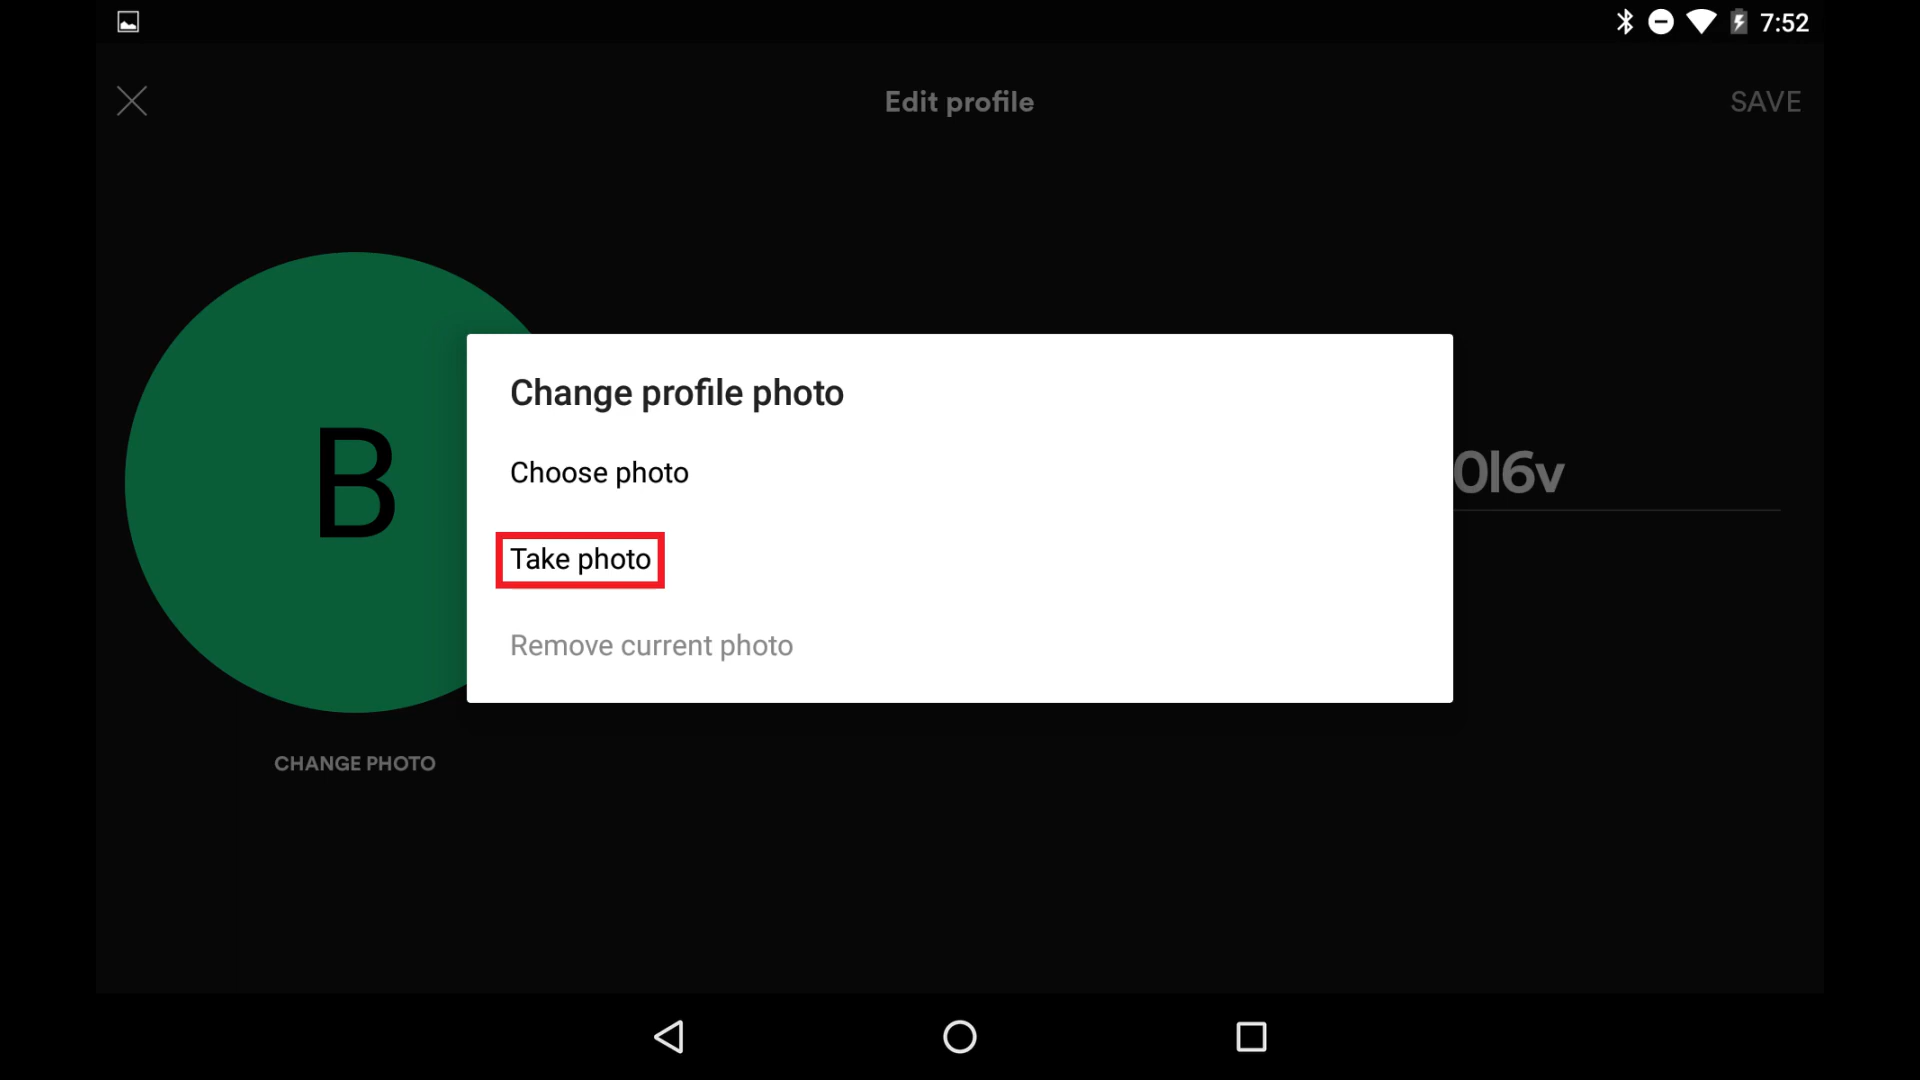 7:52
Edit profile
SAVE
B
Change profile photo
Choose photo
0l6v
Take photo
Remove current photo
CHANGE PHOTO